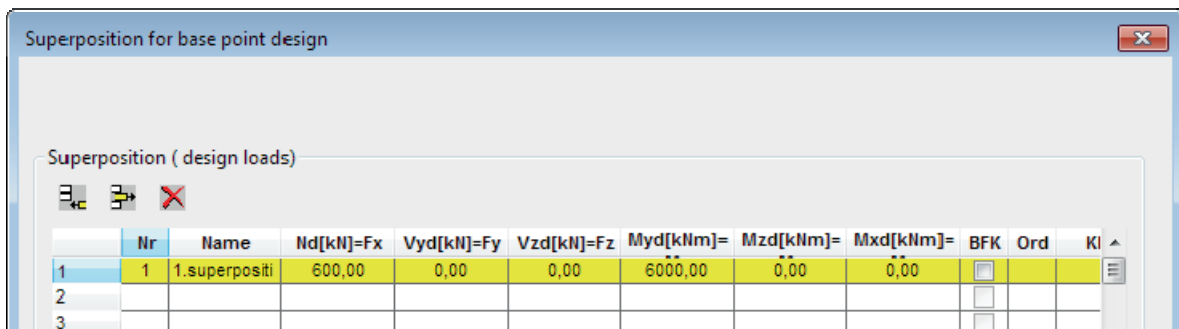 Superposition for base point design
Superposition ( design loads)
Nr Name Nd[kN]=Fx Vyd[kN]=Fy Vzd[kN]=Fz Myd[kNm]= Mzd[kNm]= Mxd[kNm]= BFK Ord
1 1 1.superpositi 600,00 0,00 0,00 6000,00 0,00 0,00
2
3